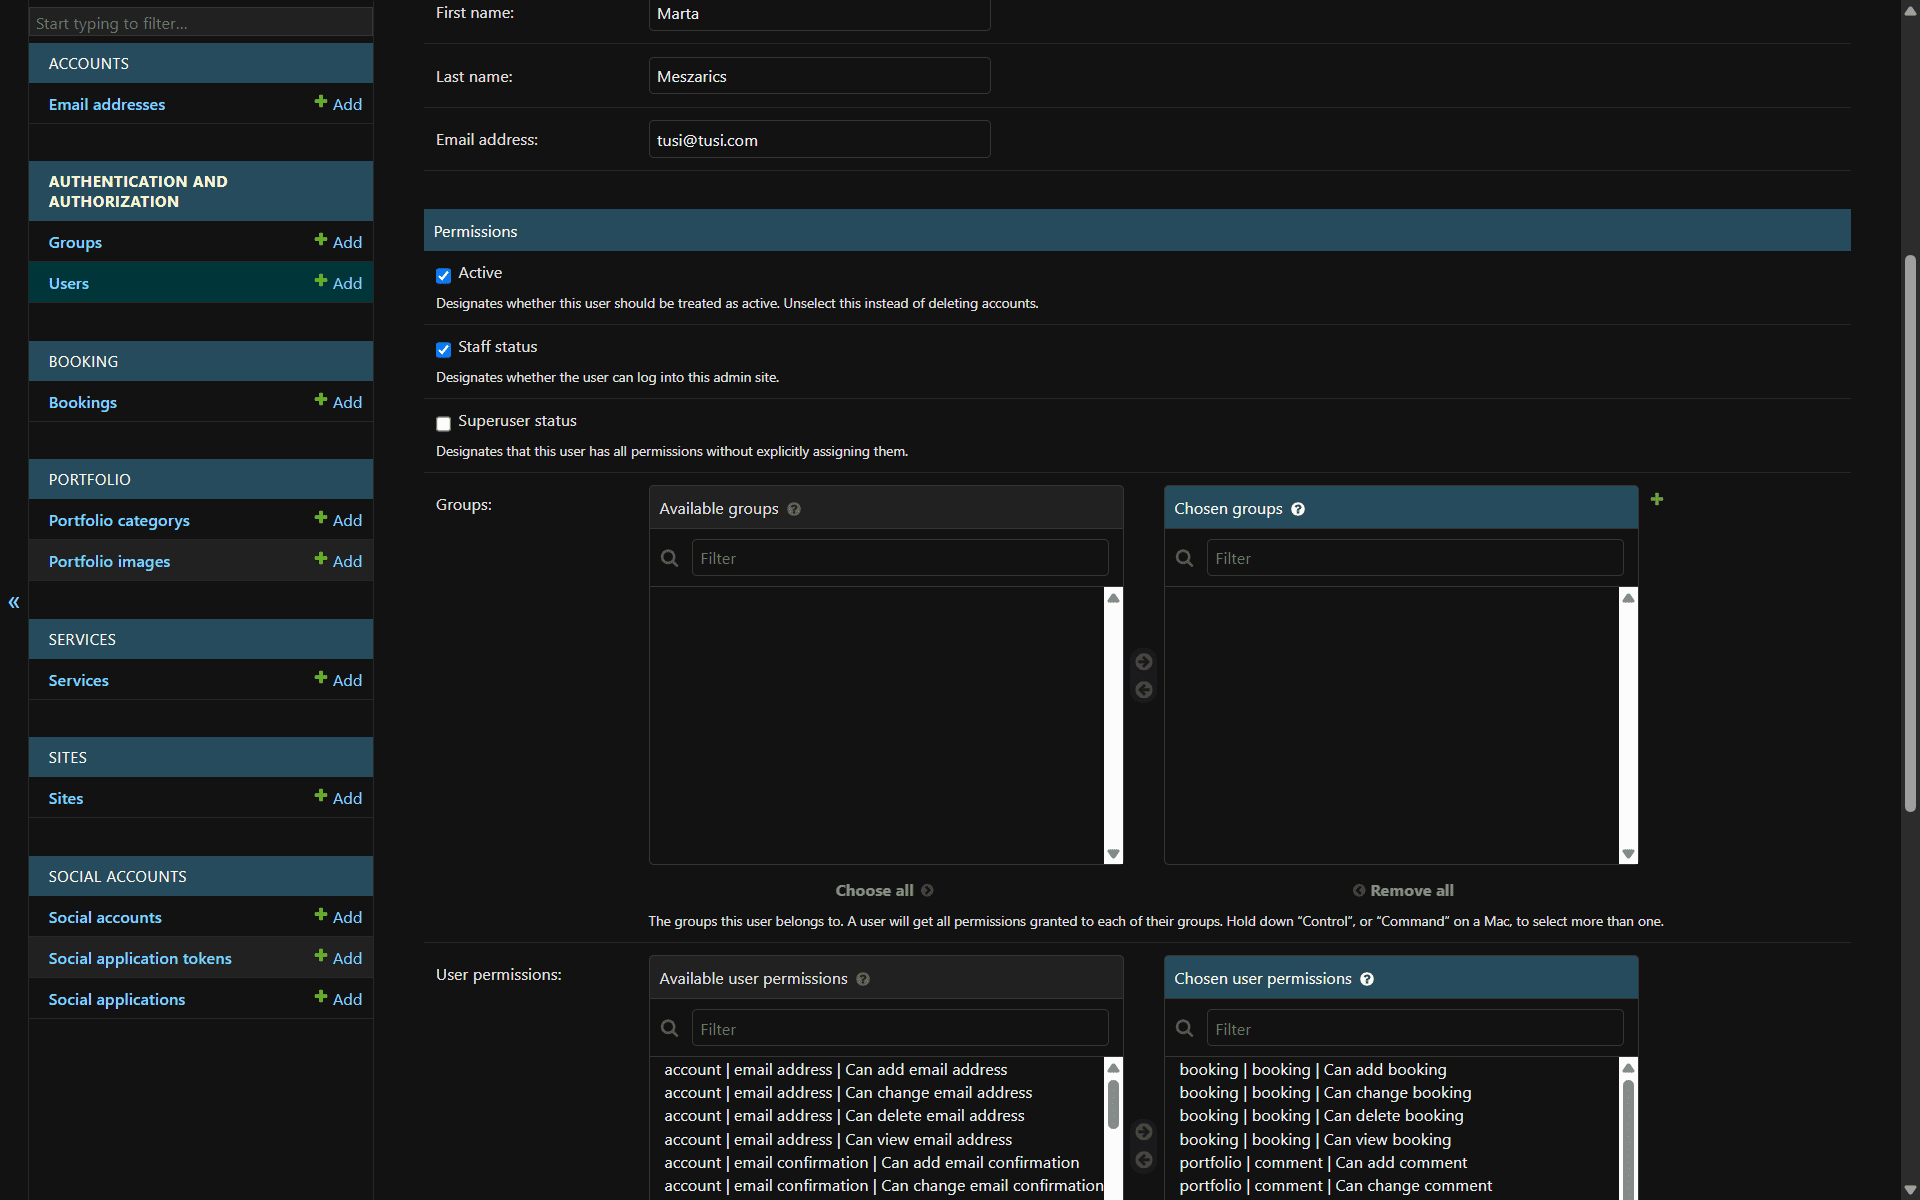 Start typing to filter...
ACCOUNTS
Email addresses
Add
AUTHENTICATION AND
AUTHORIZATION
Groups
Add
Users
Add
BOOKING
Bookings
Add
PORTFOLIO
Portfolio categorys
Add
Portfolio images
Add
«
SERVICES
Services
Add
SITES
Sites
Add
SOCIAL ACCOUNTS
Social accounts
Add
Social application tokens
Add
Social applications
Add
First name:
Marta
Last name:
Meszarics
Email address:
tusi@tusi.com
Permissions
Active
Designates whether this user should be treated as active. Unselect this instead of deleting accounts.
Staff status
Designates whether the user can log into this admin site.
Superuser status
Designates that this user has all permissions without explicitly assigning them.
Groups:
Available groups ?
Filter
Choose all
Chosen groups ?
Filter
Remove all
The groups this user belongs to. A user will get all permissions granted to each of their groups. Hold down “Control”, or “Command” on a Mac, to select more than one.
User permissions:
Available user permissions ?
Filter
account | email address | Can add email address
account | email address | Can change email address
account | email address | Can delete email address
account | email address | Can view email address
account | email confirmation | Can add email confirmation
account | email confirmation | Can change email confirmation
Chosen user permissions ?
Filter
booking | booking | Can add booking
booking | booking | Can change booking
booking | booking | Can delete booking
booking | booking | Can view booking
portfolio | comment | Can add comment
portfolio | comment | Can change comment